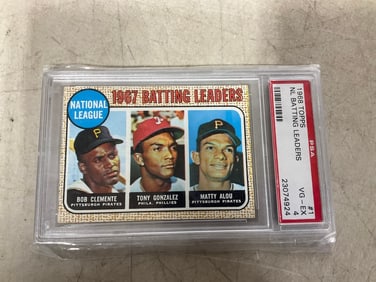 1967 BATTING LEADERS
NATIONAL
LEAGUE
P
P
P
BOB CLEMENTE
PITTSBURGH PIRATES
TONY GONZALEZ
PHILA. PHILLIES
MATTY ALOU
PITTSBURGH PIRATES
PSA
1968 TOPPS #1
NL BATTING LEADERS VG-EX
4
23074924